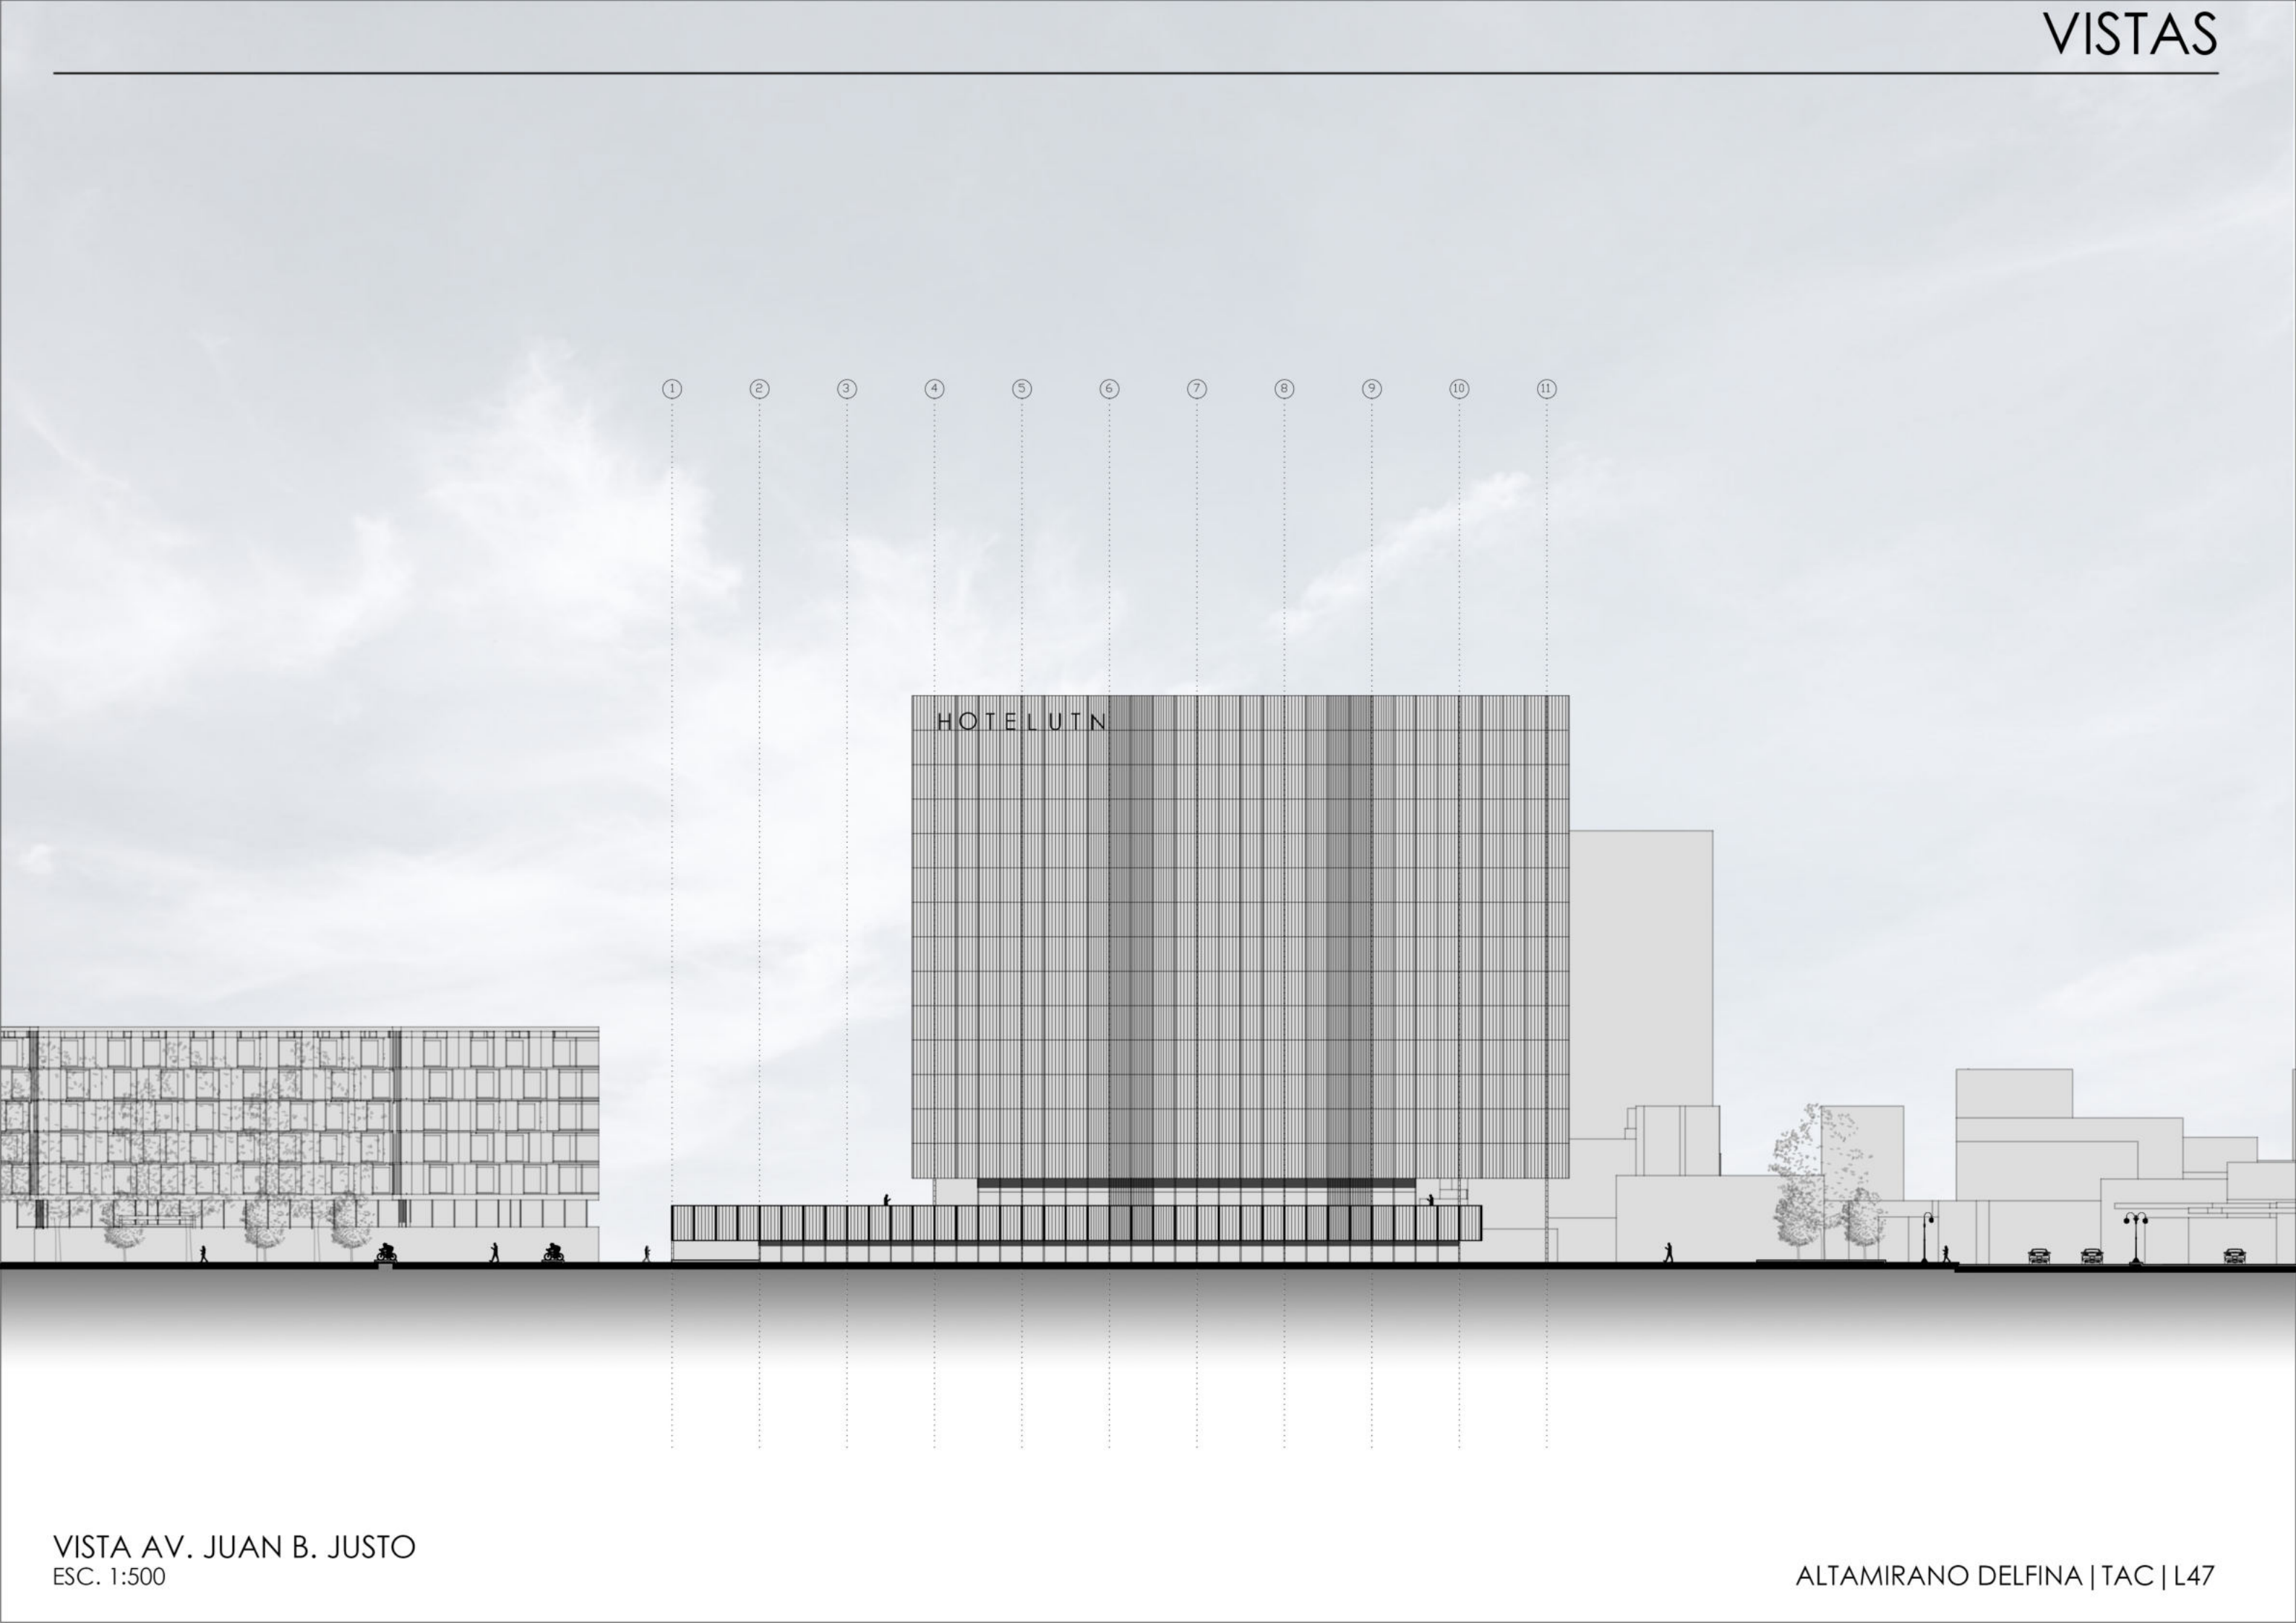 VISTAS
1 2 3 4 5 6 7 8 9 10 11
HOTELUTN
VISTA AV. JUAN B. JUSTO
ESC. 1:500
ALTAMIRANO DELFINA|TAC|L47